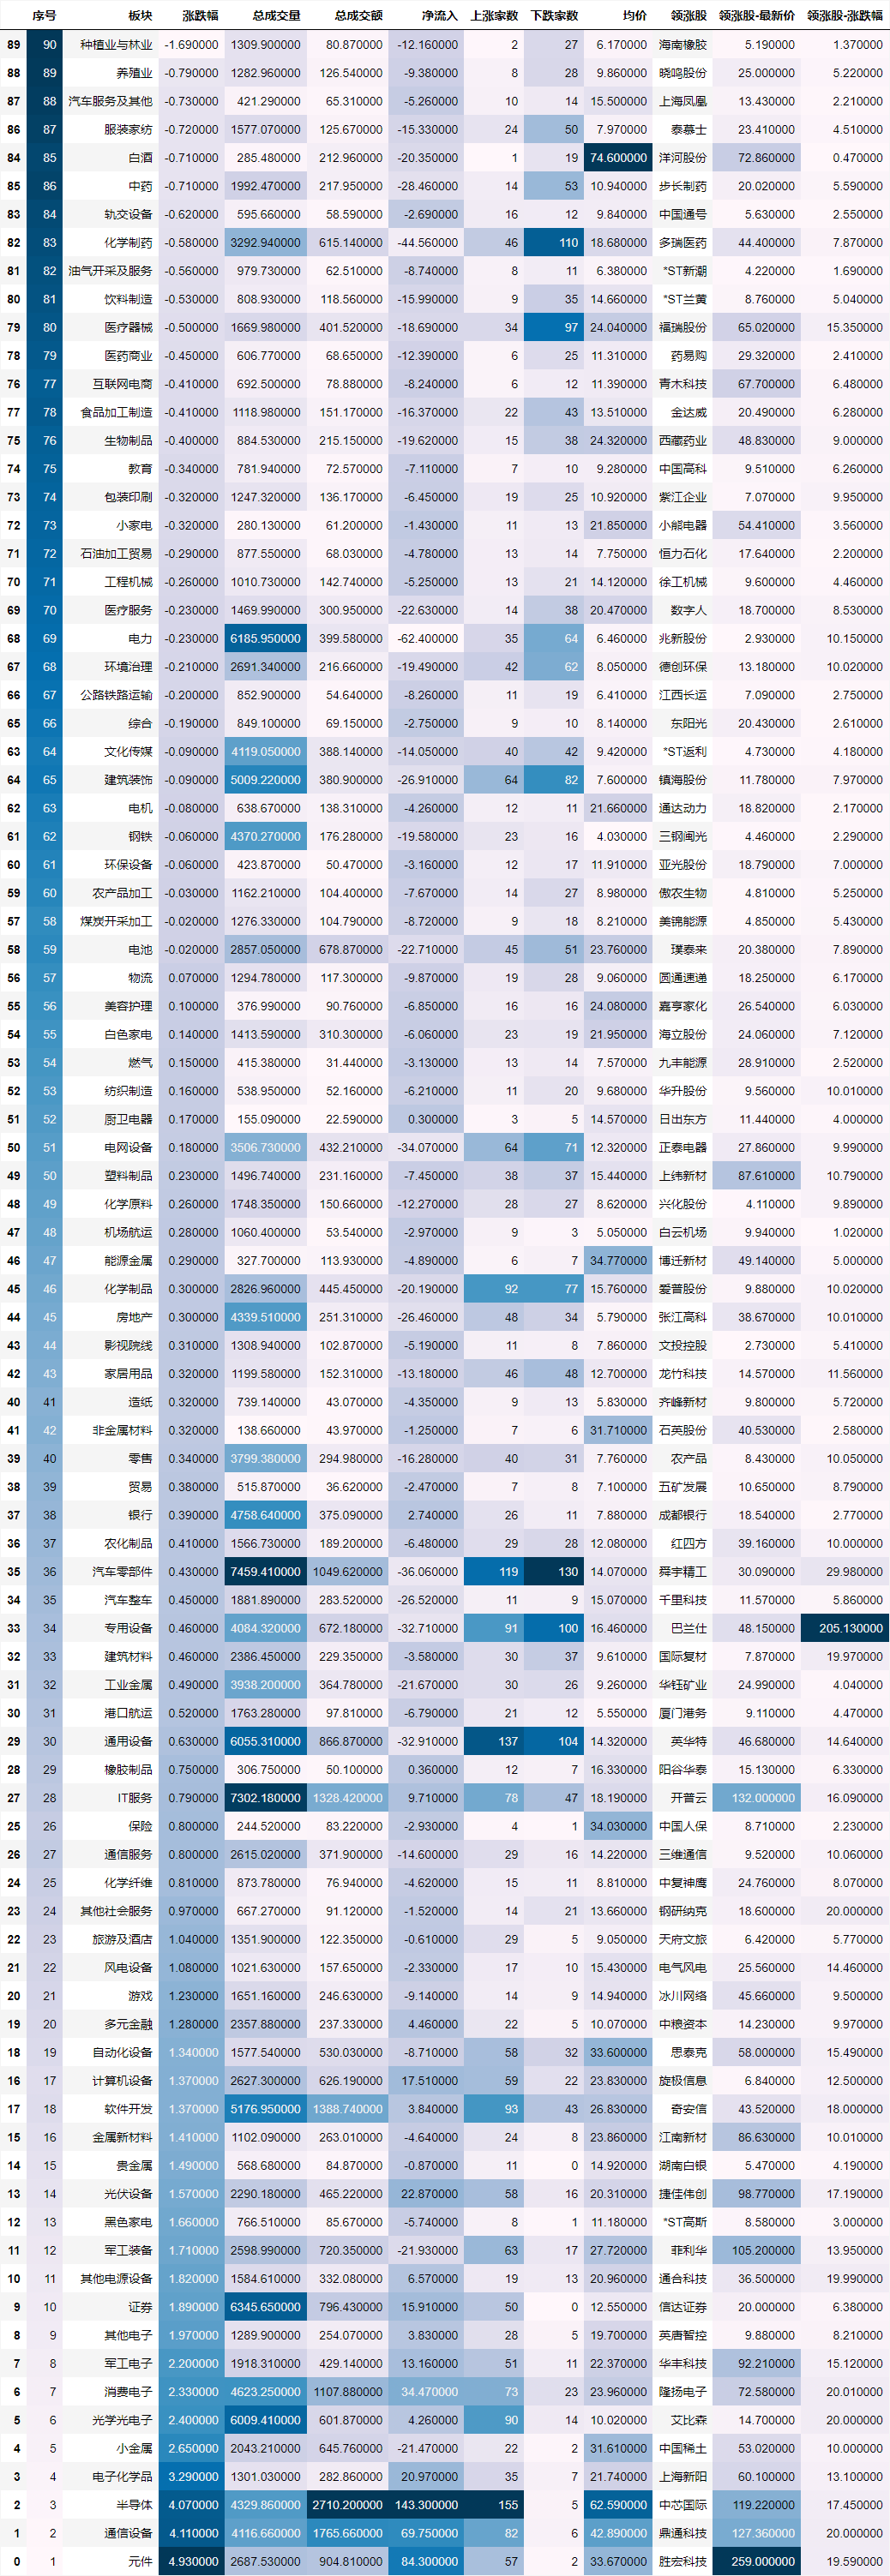 序号 板块 涨跌幅 总成交量 总成交额 净流入 上涨家数 下跌家数 均价 领涨股 领涨股-最新价 领涨股-涨跌幅
89 90 种植业与林业 -1.690000 1309.900000 80.870000 -12.160000 2 27 6.170000 海南橡胶 5.190000 1.370000
88 89 养殖业 -0.790000 1282.960000 126.540000 -9.380000 8 28 9.860000 晓鸣股份 25.000000 5.220000
87 88 汽车服务及其他 -0.730000 421.290000 65.310000 -5.260000 10 14 15.500000 上海凤凰 13.430000 2.210000
86 87 服装家纺 -0.720000 1577.070000 125.670000 -15.330000 24 50 7.970000 泰慕士 23.410000 4.510000
84 85 白酒 -0.710000 285.480000 212.960000 -20.350000 1 19 74.600000 洋河股份 72.860000 0.470000
85 86 中药 -0.710000 1992.470000 217.950000 -28.460000 14 53 10.940000 步长制药 20.020000 5.590000
83 84 轨交设备 -0.620000 595.660000 58.590000 -2.690000 16 12 9.840000 中国通号 5.630000 2.550000
82 83 化学制药 -0.580000 3292.940000 615.140000 -44.560000 46 110 18.680000 多瑞医药 44.400000 7.870000
81 82 油气开采及服务 -0.560000 979.730000 62.510000 -8.740000 8 11 6.380000 *ST新潮 4.220000 1.690000
80 81 饮料制造 -0.530000 808.930000 118.560000 -15.990000 9 35 14.660000 *ST兰黄 8.760000 5.040000
79 80 医疗器械 -0.500000 1669.980000 401.520000 -18.690000 34 97 24.040000 福瑞股份 65.020000 15.350000
78 79 医药商业 -0.450000 606.770000 68.650000 -12.390000 6 25 11.310000 药易购 29.320000 2.410000
76 77 互联网电商 -0.410000 692.500000 78.880000 -8.240000 6 12 11.390000 青木科技 67.700000 6.480000
77 78 食品加工制造 -0.410000 1118.980000 151.170000 -16.370000 22 43 13.510000 金达威 20.490000 6.280000
75 76 生物制品 -0.400000 884.530000 215.150000 -19.620000 15 38 24.320000 西藏药业 48.830000 9.000000
74 75 教育 -0.340000 781.940000 72.570000 -7.110000 7 10 9.280000 中国高科 9.510000 6.260000
73 74 包装印刷 -0.320000 1247.320000 136.170000 -6.450000 19 25 10.920000 紫江企业 7.070000 9.950000
72 73 小家电 -0.320000 280.130000 61.200000 -1.430000 11 13 21.850000 小熊电器 54.410000 3.560000
71 72 石油加工贸易 -0.290000 877.550000 68.030000 -4.780000 13 14 7.750000 恒力石化 17.640000 2.200000
70 71 工程机械 -0.260000 1010.730000 142.740000 -5.250000 13 21 14.120000 徐工机械 9.600000 4.460000
69 70 医疗服务 -0.230000 1469.990000 300.950000 -22.630000 14 38 20.470000 数字人 18.700000 8.530000
68 69 电力 -0.230000 6185.950000 399.580000 -62.400000 35 64 6.460000 兆新股份 2.930000 10.150000
67 68 环境治理 -0.210000 2691.340000 216.660000 -19.490000 42 62 8.050000 德创环保 13.180000 10.020000
66 67 公路铁路运输 -0.200000 852.900000 54.640000 -8.260000 11 19 6.410000 江西长运 7.090000 2.750000
65 66 综合 -0.190000 849.100000 69.150000 -2.750000 9 10 8.140000 东阳光 20.430000 2.610000
63 64 文化传媒 -0.090000 4119.050000 388.140000 -14.050000 40 42 9.420000 *ST返利 4.730000 4.180000
64 65 建筑装饰 -0.090000 5009.220000 380.900000 -26.910000 64 82 7.600000 镇海股份 11.780000 7.970000
62 63 电机 -0.080000 638.670000 138.310000 -4.260000 12 11 21.660000 通达动力 18.820000 2.170000
61 62 钢铁 -0.060000 4370.270000 176.280000 -19.580000 23 16 4.030000 三钢闽光 4.460000 2.290000
60 61 环保设备 -0.060000 423.870000 50.470000 -3.160000 12 17 11.910000 亚光股份 18.790000 7.000000
59 60 农产品加工 -0.030000 1162.210000 104.400000 -7.670000 14 27 8.980000 傲农生物 4.810000 5.250000
57 58 煤炭开采加工 -0.020000 1276.330000 104.790000 -8.720000 9 18 8.210000 美锦能源 4.850000 5.430000
58 59 电池 -0.020000 2857.050000 678.870000 -22.710000 45 51 23.760000 璞泰来 20.380000 7.890000
56 57 物流 0.070000 1294.780000 117.300000 -9.870000 19 28 9.060000 圆通速递 18.250000 6.170000
55 56 美容护理 0.100000 376.990000 90.760000 -6.850000 16 16 24.080000 嘉亨家化 26.540000 6.030000
54 55 白色家电 0.140000 1413.590000 310.300000 -6.060000 23 19 21.950000 海立股份 24.060000 7.120000
53 54 燃气 0.150000 415.380000 31.440000 -3.130000 13 14 7.570000 九丰能源 28.910000 2.520000
52 53 纺织制造 0.160000 538.950000 52.160000 -6.210000 11 20 9.680000 华升股份 9.560000 10.010000
51 52 厨卫电器 0.170000 155.090000 22.590000 0.300000 3 5 14.570000 日出东方 11.440000 4.000000
50 51 电网设备 0.180000 3506.730000 432.210000 -34.070000 64 71 12.320000 正泰电器 27.860000 9.990000
49 50 塑料制品 0.230000 1496.740000 231.160000 -7.450000 38 37 15.440000 上纬新材 87.610000 10.790000
48 49 化学原料 0.260000 1748.350000 150.660000 -12.270000 28 27 8.620000 兴化股份 4.110000 9.890000
47 48 机场航运 0.280000 1060.400000 53.540000 -2.970000 9 3 5.050000 白云机场 9.940000 1.020000
46 47 能源金属 0.290000 327.700000 113.930000 -4.890000 6 7 34.770000 博迁新材 49.140000 5.000000
45 46 化学制品 0.300000 2826.960000 445.450000 -20.190000 92 77 15.760000 爱普股份 9.880000 10.020000
44 45 房地产 0.300000 4339.510000 251.310000 -26.460000 48 34 5.790000 张江高科 38.670000 10.010000
43 44 影视院线 0.310000 1308.940000 102.870000 -5.190000 11 8 7.860000 文投控股 2.730000 5.410000
42 43 家居用品 0.320000 1199.580000 152.310000 -13.180000 46 48 12.700000 龙竹科技 14.570000 11.560000
40 41 造纸 0.320000 739.140000 43.070000 -4.350000 9 13 5.830000 齐峰新材 9.800000 5.720000
41 42 非金属材料 0.320000 138.660000 43.970000 -1.250000 7 6 31.710000 石英股份 40.530000 2.580000
39 40 零售 0.340000 3799.380000 294.980000 -16.280000 40 31 7.760000 农产品 8.430000 10.050000
38 39 贸易 0.380000 515.870000 36.620000 -2.470000 7 8 7.100000 五矿发展 10.650000 8.790000
37 38 银行 0.390000 4758.640000 375.090000 2.740000 26 11 7.880000 成都银行 18.540000 2.770000
36 37 农化制品 0.410000 1566.730000 189.200000 -6.480000 29 28 12.080000 红四方 39.160000 10.000000
35 36 汽车零部件 0.430000 7459.410000 1049.620000 -36.060000 119 130 14.070000 舜宇精工 30.090000 29.980000
34 35 汽车整车 0.450000 1881.890000 283.520000 -26.520000 11 9 15.070000 千里科技 11.570000 5.860000
33 34 专用设备 0.460000 4084.320000 672.180000 -32.710000 91 100 16.460000 巴兰仕 48.150000 205.130000
32 33 建筑材料 0.460000 2386.450000 229.350000 -3.580000 30 37 9.610000 国际复材 7.870000 19.970000
31 32 工业金属 0.490000 3938.200000 364.780000 -21.670000 30 26 9.260000 华钰矿业 24.990000 4.040000
30 31 港口航运 0.520000 1763.280000 97.810000 -6.790000 21 12 5.550000 厦门港务 9.110000 4.470000
29 30 通用设备 0.630000 6055.310000 866.870000 -32.910000 137 104 14.320000 英华特 46.680000 14.640000
28 29 橡胶制品 0.750000 306.750000 50.100000 0.360000 12 7 16.330000 阳谷华泰 15.130000 6.330000
27 28 IT服务 0.790000 7302.180000 1328.420000 9.710000 78 47 18.190000 开普云 132.000000 16.090000
25 26 保险 0.800000 244.520000 83.220000 -2.930000 4 1 34.030000 中国人保 8.710000 2.230000
26 27 通信服务 0.800000 2615.020000 371.900000 -14.600000 29 16 14.220000 三维通信 9.520000 10.060000
24 25 化学纤维 0.810000 873.780000 76.940000 -4.620000 15 11 8.810000 中复神鹰 24.760000 8.070000
23 24 其他社会服务 0.970000 667.270000 91.120000 -1.520000 14 21 13.660000 钢研纳克 18.600000 20.000000
22 23 旅游及酒店 1.040000 1351.900000 122.350000 -0.610000 29 5 9.050000 天府文旅 6.420000 5.770000
21 22 风电设备 1.080000 1021.630000 157.650000 -2.330000 17 10 15.430000 电气风电 25.560000 14.460000
20 21 游戏 1.230000 1651.160000 246.630000 -9.140000 14 9 14.940000 冰川网络 45.660000 9.500000
19 20 多元金融 1.280000 2357.880000 237.330000 4.460000 22 5 10.070000 中粮资本 14.230000 9.970000
18 19 自动化设备 1.340000 1577.540000 530.030000 -8.710000 58 32 33.600000 思泰克 58.000000 15.490000
16 17 计算机设备 1.370000 2627.300000 626.190000 17.510000 59 22 23.830000 旋极信息 6.840000 12.500000
17 18 软件开发 1.370000 5176.950000 1388.740000 3.840000 93 43 26.830000 奇安信 43.520000 18.000000
15 16 金属新材料 1.410000 1102.090000 263.010000 -4.640000 24 8 23.860000 江南新材 86.630000 10.010000
14 15 贵金属 1.490000 568.680000 84.870000 -0.870000 11 0 14.920000 湖南白银 5.470000 4.190000
13 14 光伏设备 1.570000 2290.180000 465.220000 22.870000 58 16 20.310000 捷佳伟创 98.770000 17.190000
12 13 黑色家电 1.660000 766.510000 85.670000 -5.740000 8 1 11.180000 *ST高斯 8.580000 3.000000
11 12 军工装备 1.710000 2598.990000 720.350000 -21.930000 63 17 27.720000 菲利华 105.200000 13.950000
10 11 其他电源设备 1.820000 1584.610000 332.080000 6.570000 19 13 20.960000 通合科技 36.500000 19.990000
9 10 证券 1.890000 6345.650000 796.430000 15.910000 50 0 12.550000 信达证券 20.000000 6.380000
8 9 其他电子 1.970000 1289.900000 254.070000 3.830000 28 5 19.700000 英唐智控 9.880000 8.210000
7 8 军工电子 2.200000 1918.310000 429.140000 13.160000 51 11 22.370000 华丰科技 92.210000 15.120000
6 7 消费电子 2.330000 4623.250000 1107.880000 34.470000 73 23 23.960000 隆扬电子 72.580000 20.010000
5 6 光学光电子 2.400000 6009.410000 601.870000 4.260000 90 14 10.020000 艾比森 14.700000 20.000000
4 5 小金属 2.650000 2043.210000 645.760000 -21.470000 22 2 31.610000 中国稀土 53.020000 10.000000
3 4 电子化学品 3.290000 1301.030000 282.860000 20.970000 35 7 21.740000 上海新阳 60.100000 13.100000
2 3 半导体 4.070000 4329.860000 2710.200000 143.300000 155 5 62.590000 中芯国际 119.220000 17.450000
1 2 通信设备 4.110000 4116.660000 1765.660000 69.750000 82 6 42.890000 鼎通科技 127.360000 20.000000
0 1 元件 4.930000 2687.530000 904.810000 84.300000 57 2 33.670000 胜宏科技 259.000000 19.590000